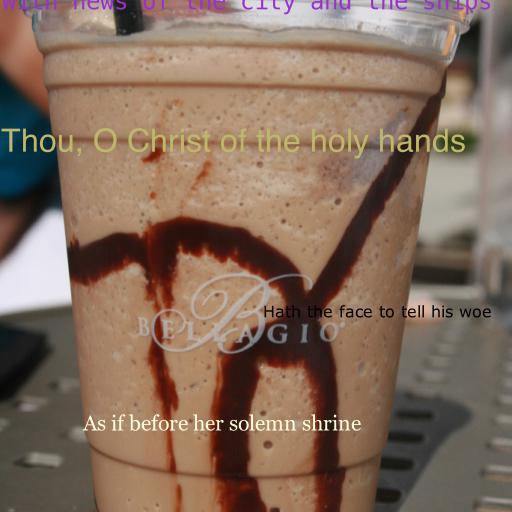 With news of the city and the ships
Thou, O Christ of the holy hands
Hath the face to tell his woe
BELLAGIO
As if before her solemn shrine